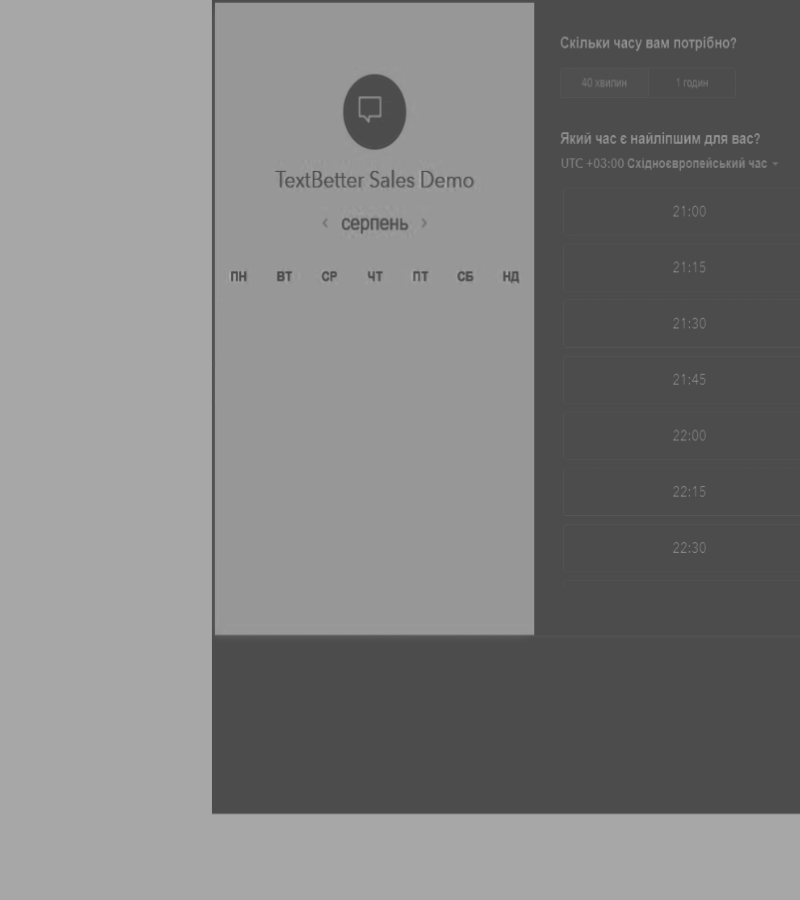 TextBetter Sales Demo
‹ серпень ›
ПН ВТ СР ЧТ ПТ СБ НД
Скільки часу вам потрібно?
40 хвилин 1 годин
Який час є найліпшим для вас?
UTC +03:00 Східноєвропейський час
21:00
21:15
21:30
21:45
22:00
22:15
22:30